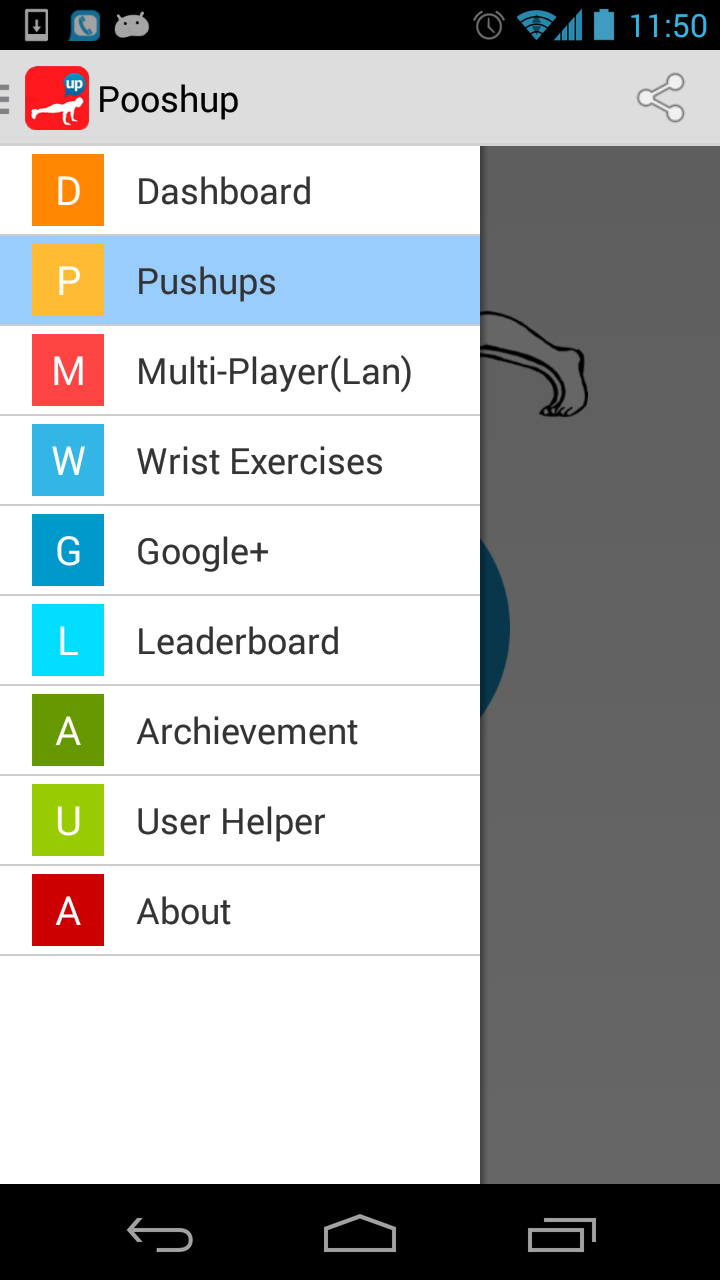 11:50
up
Pooshup
D Dashboard
P Pushups
M Multi-Player(Lan)
W Wrist Exercises
G Google+
L Leaderboard
A Archievement
U User Helper
A About